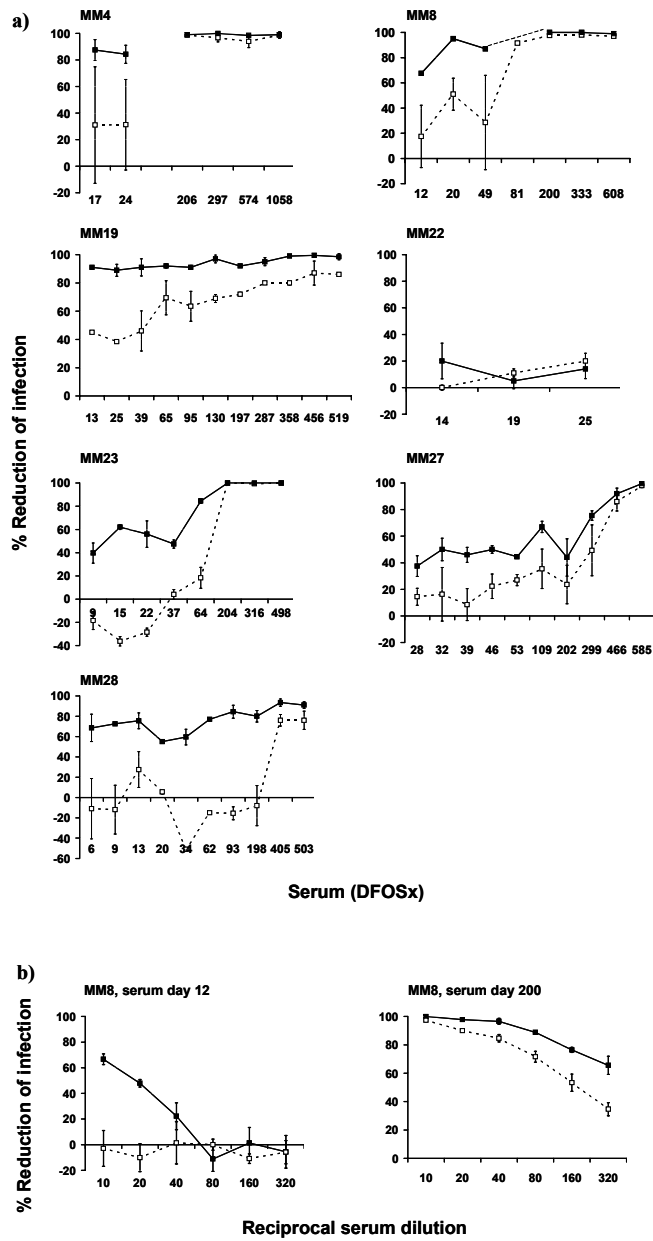 a)
MM4
100
80
60
40
20
0
-20
17 24 206 297 574 1058
MM8
100
80
60
40
20
0
-20
12 20 49 81 200 333 608
MM19
100
80
60
40
20
0
13 25 39 65 95 130 197 287 358 456 519
MM22
100
80
60
40
20
0
-20
14 19 25
% Reduction of infection
MM23
100
80
60
40
20
0
-20
-40
9 15 22 37 64 204 316 498
MM27
100
80
60
40
20
0
-20
28 32 39 46 53 109 202 299 466 585
MM28
100
80
60
40
20
0
-20
-40
-60
6 9 13 20 34 62 93 198 405 503
Serum (DFOSx)
b)
MM8, serum day 12
100
80
60
40
20
0
-20
10 20 40 80 160 320
MM8, serum day 200
100
80
60
40
20
0
10 20 40 80 160 320
% Reduction of infection
Reciprocal serum dilution